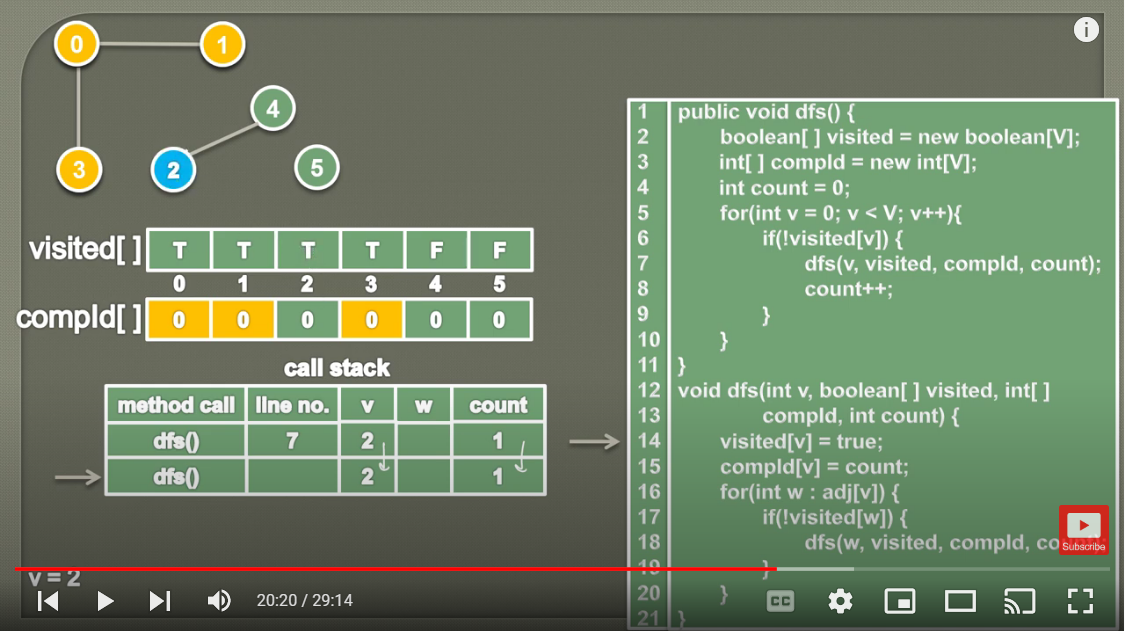 0
1
4
3
2
5
visited[ ] T T T T F F
0 1 2 3 4 5
compId[ ] 0 0 0 0 0 0
call stack
method call line no. v w count
dfs() 7 2 1
dfs() 2 1
v = 2
1 public void dfs() {
2 boolean[ ] visited = new boolean[V];
3 int[ ] compId = new int[V];
4 int count = 0;
5 for(int v = 0; v < V; v++){
6 if(!visited[v]) {
7 dfs(v, visited, compId, count);
8 count++;
9 }
10 }
11 }
12 void dfs(int v, boolean[ ] visited, int[ ]
13 compId, int count) {
14 visited[v] = true;
15 compId[v] = count;
16 for(int w : adj[v]) {
17 if(!visited[w]) {
18 dfs(w, visited, compId,
19 }
20 }
21 }
Subscribe
20:20 / 29:14
CC
i